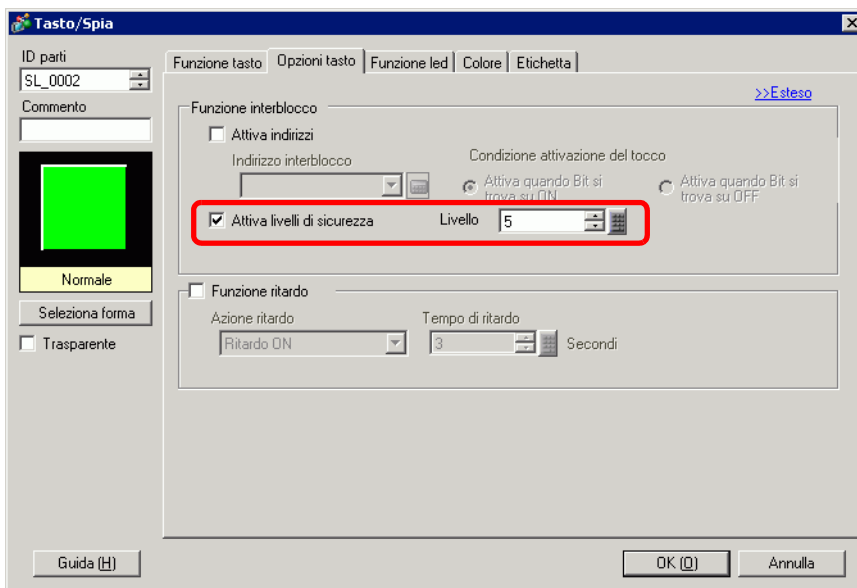 Tasto/Spia
ID parti
SL_0002
Commento
Normale
Seleziona forma
Trasparente
Funzione tasto Opzioni tasto Funzione led Colore Etichetta
>>Esteso
Funzione interblocco
Attiva indirizzi
Indirizzo interblocco
Condizione attivazione del tocco
Attiva quando Bit si
trova su ON
Attiva quando Bit si
trova su OFF
Attiva livelli di sicurezza Livello 5
Funzione ritardo
Azione ritardo Tempo di ritardo
Ritardo ON 3 Secondi
Guida (H) OK (O) Annulla